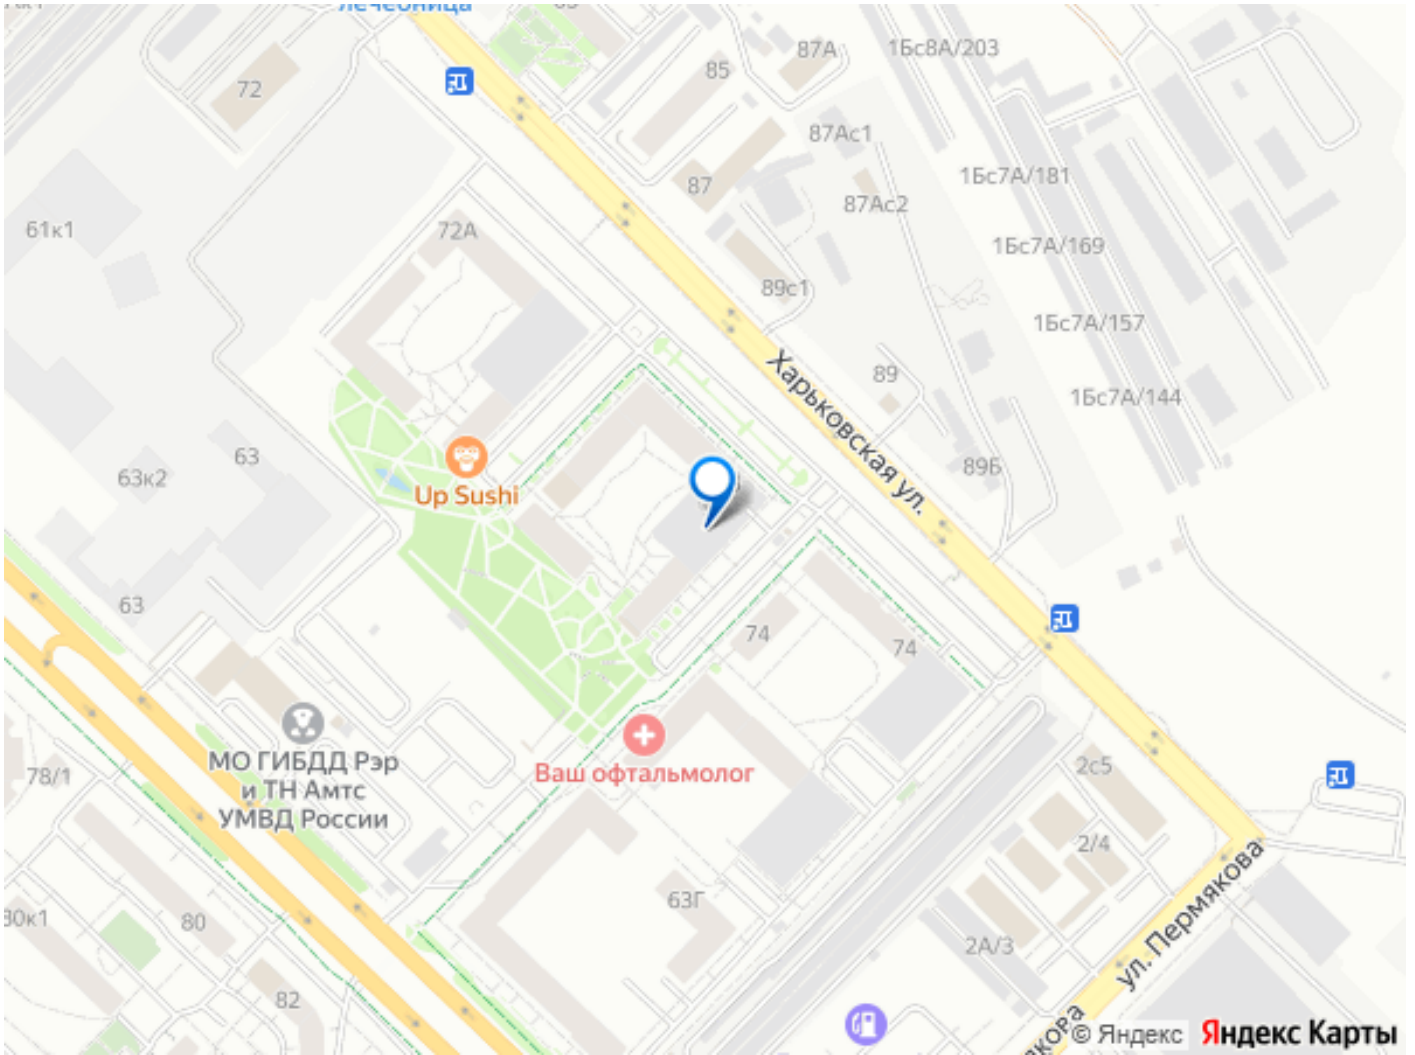 лечебница
72
85
87А
1Бс8А/203
87Ас1
87
1Бс7А/181
87Ас2
61к1
72А
1Бс7А/169
89с1
1Бс7А/157
Харьковская ул.
89
1Бс7А/144
63
63к2
89Б
Up Sushi
63
74
74
МО ГИБДД Рэр
и ТН Амтс
УМВД России
Ваш офтальмолог
78/1
2с5
2/4
ул. Пермякова
63Г
80
2А/3
82
© Яндекс
Яндекс Карты